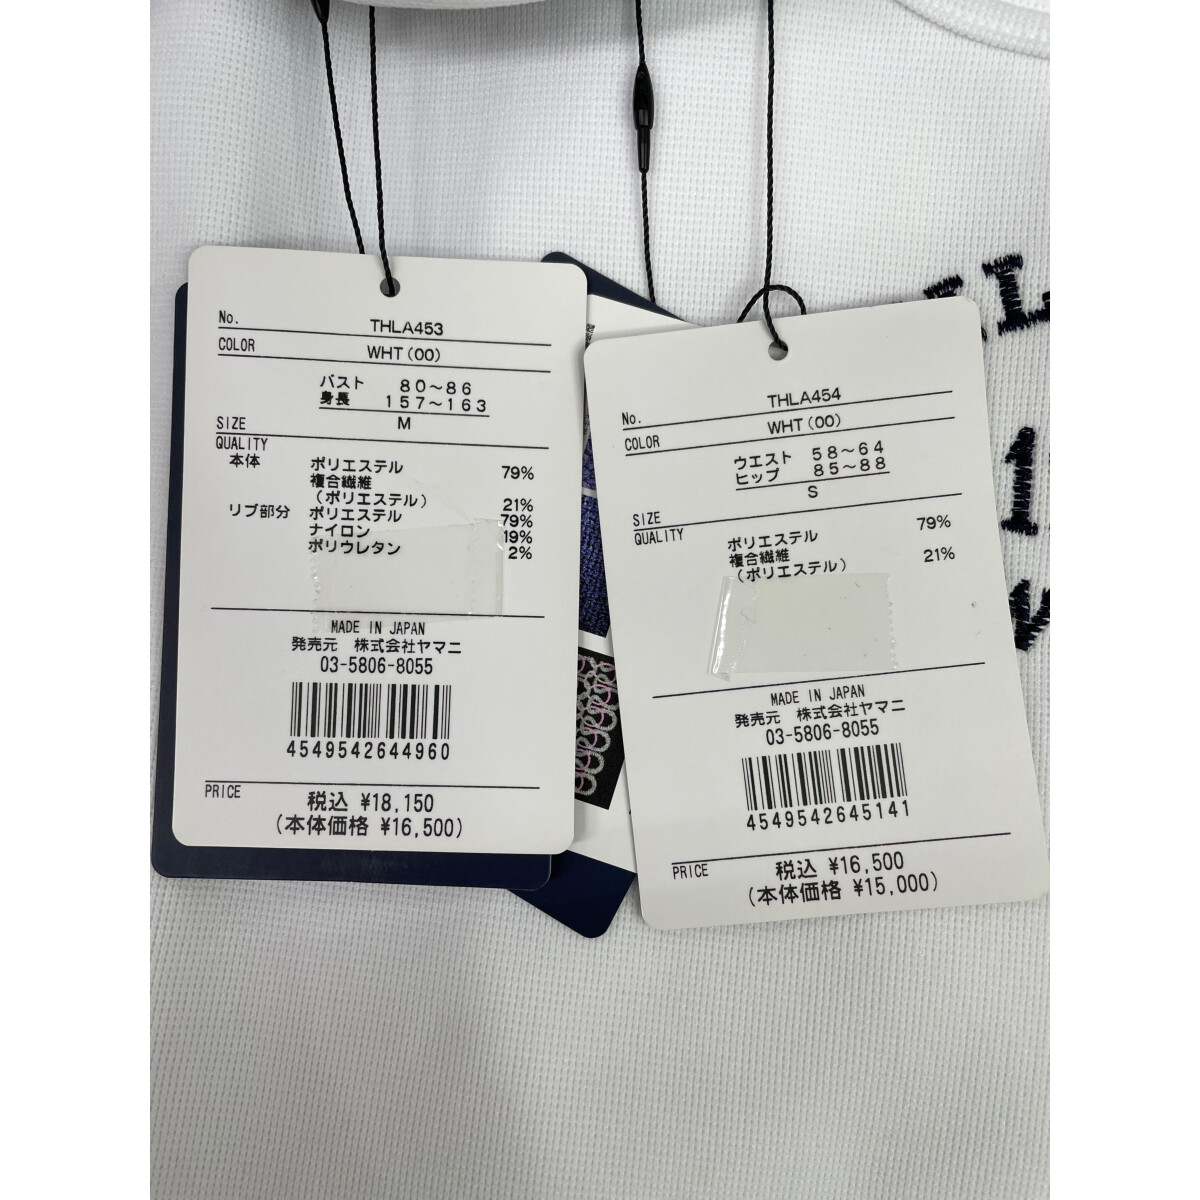 No. THLA453
COLOR WHT(00)
バスト 80～86
身長 157～163
SIZE M
QUALITY
本体 ポリエステル 79%
複合繊維
(ポリエステル) 21%
リブ部分 ポリエステル 79%
ナイロン 19%
ポリウレタン 2%
MADE IN JAPAN
発売元 株式会社ヤマニ
03-5806-8055
4549542644960
PRICE 税込 ¥18,150
(本体価格 ¥16,500)
No. THLA454
COLOR WHT(00)
ウエスト 58～64
ヒップ 85～88
SIZE S
QUALITY
ポリエステル 79%
複合繊維
(ポリエステル) 21%
MADE IN JAPAN
発売元 株式会社ヤマニ
03-5806-8055
4549542645141
PRICE 税込 ¥16,500
(本体価格 ¥15,000)